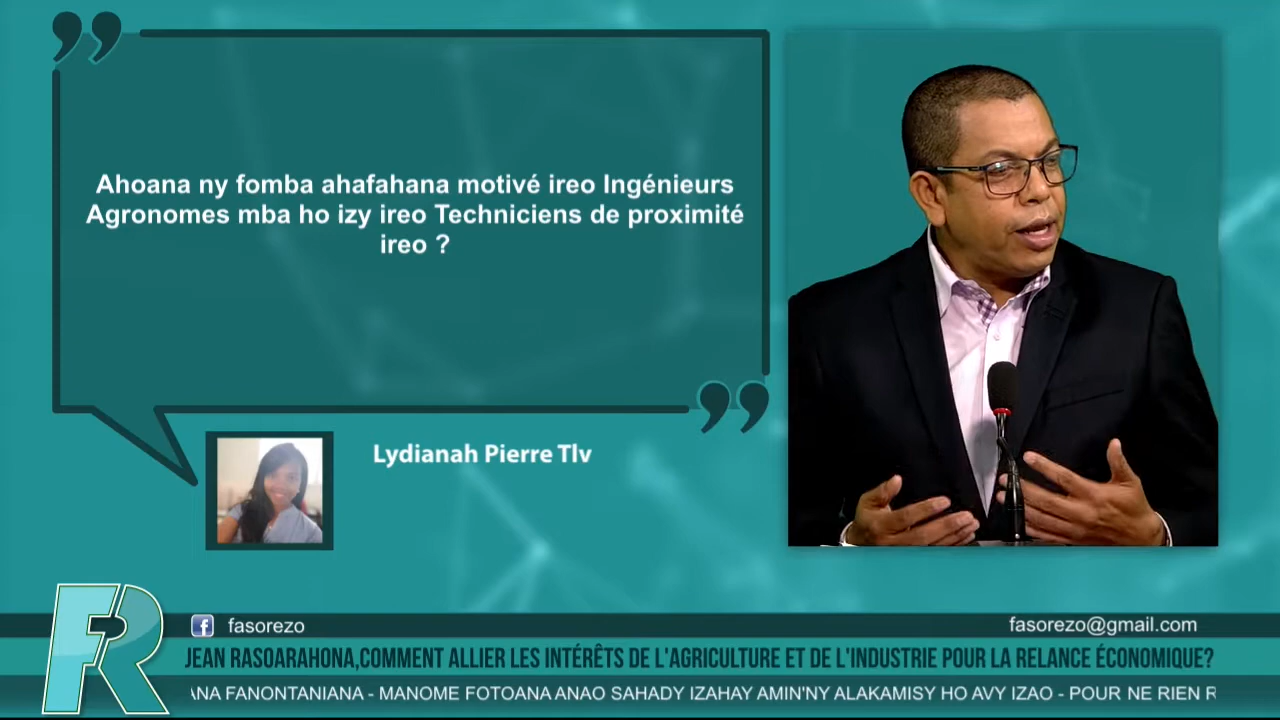 Ahoana ny fomba ahafahana motivé ireo Ingénieurs
Agronomes mba ho izy ireo Techniciens de proximité
ireo ?
Lydianah Pierre Tlv
FR
fasorezo
fasorezo@gmail.com
JEAN RASOARAHONA,COMMENT ALLIER LES INTÉRÊTS DE L'AGRICULTURE ET DE L'INDUSTRIE POUR LA RELANCE ÉCONOMIQUE?
ANA FANONTANIANA - MANOME FOTOANA ANAO SAHADY IZAHAY AMIN'NY ALAKAMISY HO AVY IZAO - POUR NE RIEN R